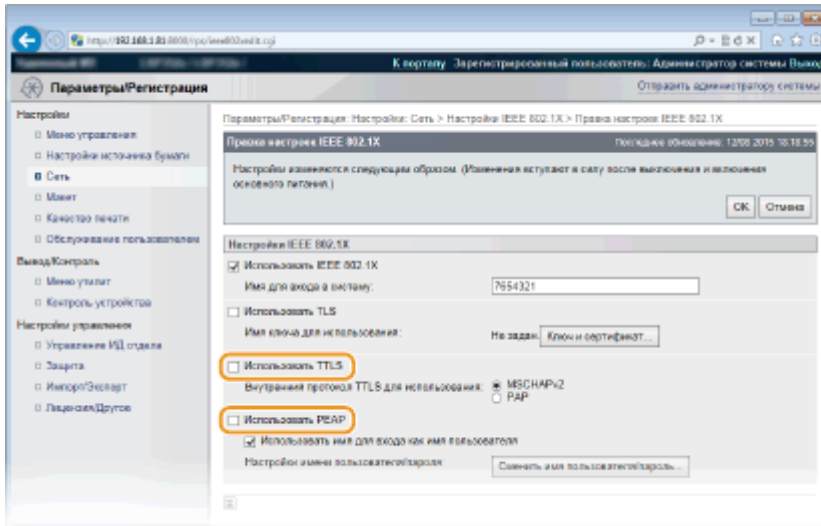 К порталу Зарегистрированный пользователь: Администратор системы Выход
Параметры/Регистрация
Отправить администратору системы
Настройки
Меню управления
Настройки источника бумаги
Сеть
Макет
Качество печати
Обслуживание пользователем
Вывод/Контроль
Меню утилит
Контроль устройства
Настройки управления
Управление ИД отдела
Защита
Импорт/Экспорт
Лицензия/Другое
Параметры/Регистрация: Настройки: Сеть > Настройки IEEE 802.1X > Правка настроек IEEE 802.1X
Правка настроек IEEE 802.1X
Последнее обновление: 12/08 2015 18:18:55
Настройки изменяются следующим образом. (Изменения вступают в силу после выключения и включения
основного питания.)
OK Отмена
Настройки IEEE 802.1X
Использовать IEEE 802.1X
Имя для входа в систему: 7654321
Использовать TLS
Имя ключа для использования: Не задан. Ключ и сертификат...
Использовать TTLS
Внутренний протокол TTLS для использования: MSCHAPv2
PAP
Использовать PEAP
Использовать имя для входа как имя пользователя
Настройки имени пользователя/пароля: Сменить имя пользователя/пароль...